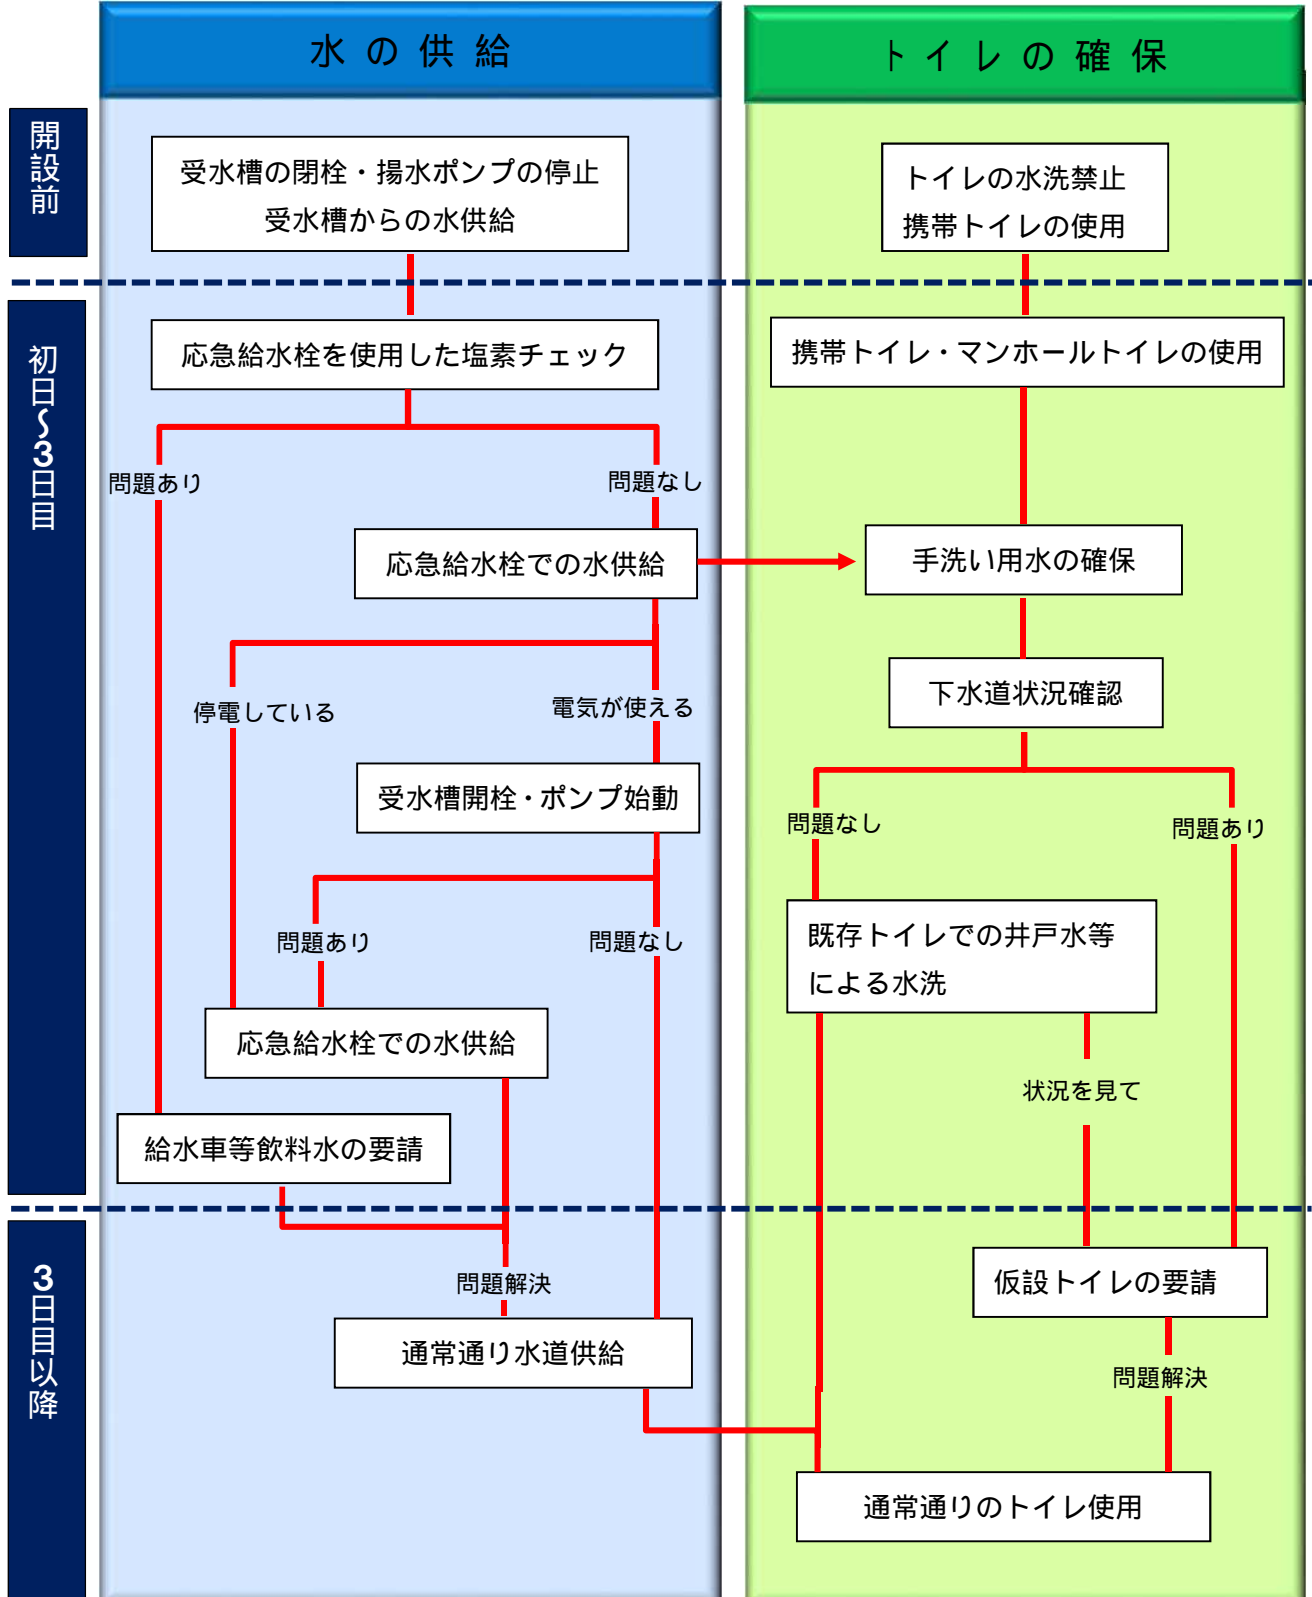 水の供給
トイレの確保
開設前
受水槽の閉栓・揚水ポンプの停止
受水槽からの水供給
トイレの水洗禁止
携帯トイレの使用
初日～3日目
応急給水栓を使用した塩素チェック
携帯トイレ・マンホールトイレの使用
問題あり
問題なし
応急給水栓での水供給
手洗い用水の確保
下水道状況確認
停電している
電気が使える
受水槽開栓・ポンプ始動
問題なし
問題あり
問題あり
問題なし
既存トイレでの井戸水等
による水洗
応急給水栓での水供給
状況を見て
給水車等飲料水の要請
3日目以降
問題解決
仮設トイレの要請
通常通り水道供給
問題解決
通常通りのトイレ使用